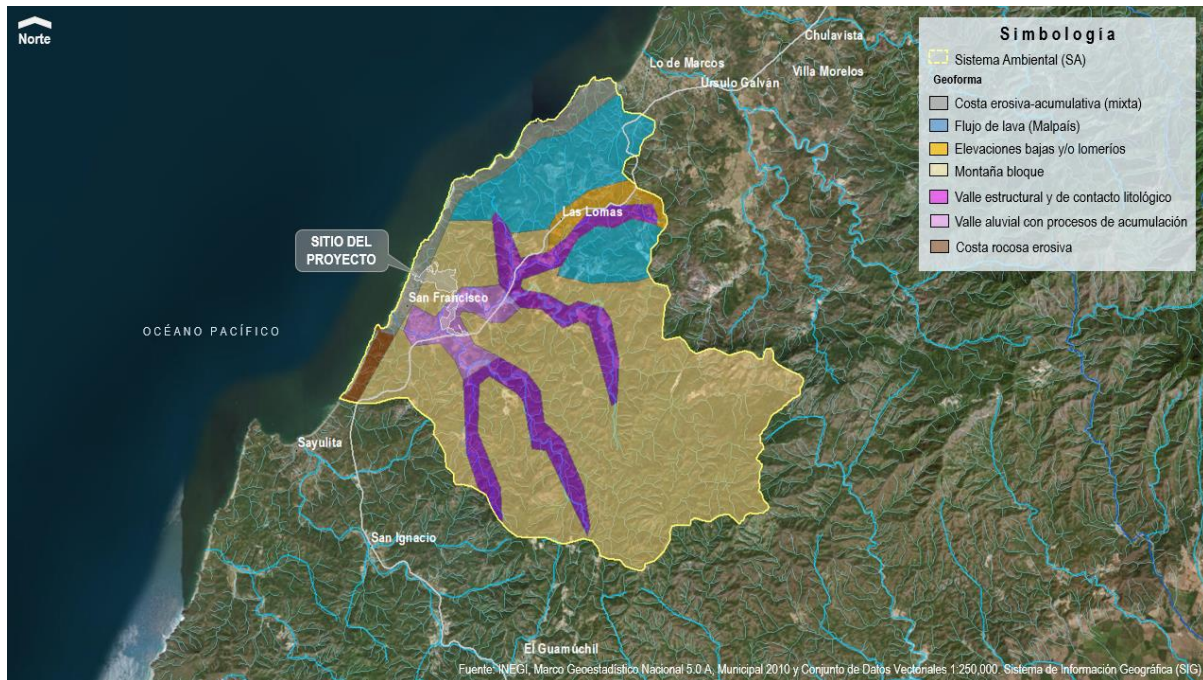 Norte
Simbología
Sistema Ambiental (SA)
Geoforma
Costa erosiva-acumulativa (mixta)
Flujo de lava (Malpaís)
Elevaciones bajas y/o lomeríos
Montaña bloque
Valle estructural y de contacto litológico
Valle aluvial con procesos de acumulación
Costa rocosa erosiva
Chulavista
Lo de Marcos
Villa Morelos
Úrsulo Galván
Las Lomas
SITIO DEL
PROYECTO
San Francisco
OCÉANO PACÍFICO
Sayulita
San Ignacio
El Guamúchil
Fuente: INEGI, Marco Geoestadístico Nacional 5.0 A, Municipal 2010 y Conjunto de Datos Vectoriales 1:250,000. Sistema de Información Geográfica (SIG)